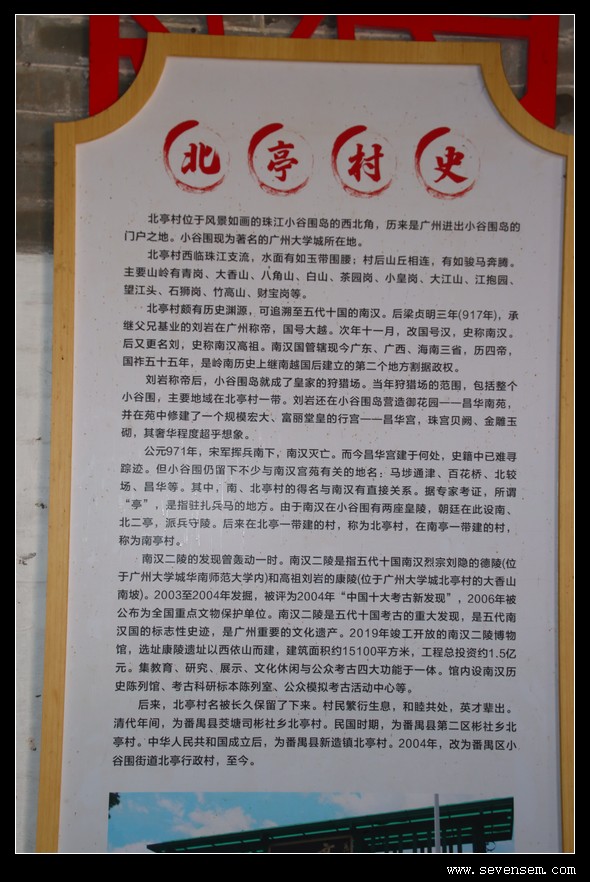 北亭村史
北亭村位于风景如画的珠江小谷围岛的西北角，历来是广州进出小谷围岛的
门户之地。小谷围现为著名的广州大学城所在地。
北亭村西临珠江支流，水面有如玉带围腰；村后山丘相连，有如骏马奔腾。
主要山岭有青岗、大香山、八角山、白山、茶园岗、小皇岗、大江山、江抱园、
望江头、石狮岗、竹高山、财宝岗等。
北亭村颇有历史渊源，可追溯至五代十国的南汉。后梁贞明三年(917年)，承
继父兄基业的刘岩在广州称帝，国号大越。次年十一月，改国号汉，史称南汉。
后又更名刘，史称南汉高祖。南汉国管辖现今广东、广西、海南三省，历四帝，
国祚五十五年，是岭南历史上继南越国后建立的第二个地方割据政权。
刘岩称帝后，小谷围岛就成了皇家的狩猎场。当年狩猎场的范围，包括整个
小谷围，主要地域在北亭村一带。刘岩还在小谷围岛营造御花园——昌华南苑，
并在苑中修建了一个规模宏大、富丽堂皇的行宫——昌华宫，珠宫贝阙、金雕玉
砌，其奢华程度超乎想象。
公元971年，宋军挥兵南下，南汉灭亡。而今昌华宫建于何处，史籍中已难寻
踪迹。但小谷围仍留下不少与南汉宫苑有关的地名：马埗通津、百花桥、北较
场、昌华等。其中，南、北亭村的得名与南汉有直接关系。据专家考证，所谓
“亭”，是指驻扎兵马的地方。由于南汉在小谷围有两座皇陵，朝廷在此设南、
北二亭，派兵守陵。后来在北亭一带建的村，称为北亭村，在南亭一带建的村，
称为南亭村。
南汉二陵的发现曾轰动一时。南汉二陵是指五代十国南汉烈宗刘隐的德陵(位
于广州大学城华南师范大学内)和高祖刘岩的康陵(位于广州大学城北亭村的大香山
南坡)。2003至2004年发掘，被评为2004年“中国十大考古新发现”，2006年被
公布为全国重点文物保护单位。南汉二陵是五代十国考古的重大发现，是五代南
汉国的标志性史迹，是广州重要的文化遗产。2019年竣工开放的南汉二陵博物
馆，选址康陵遗址以西依山而建，建筑面积约15100平方米，工程总投资约1.5亿
元。集教育、研究、展示、文化休闲与公众考古四大功能于一体。馆内设南汉历
史陈列馆、考古科研标本陈列室、公众模拟考古活动中心等。
后来，北亭村名被长久保留了下来。村民繁衍生息，和睦共处，英才辈出。
清代年间，为番禺县茭塘司彬社乡北亭村。民国时期，为番禺县第二区彬社乡北
亭村。中华人民共和国成立后，为番禺县新造镇北亭村。2004年，改为番禺区小
谷围街道北亭行政村，至今。
www.sevensem.com